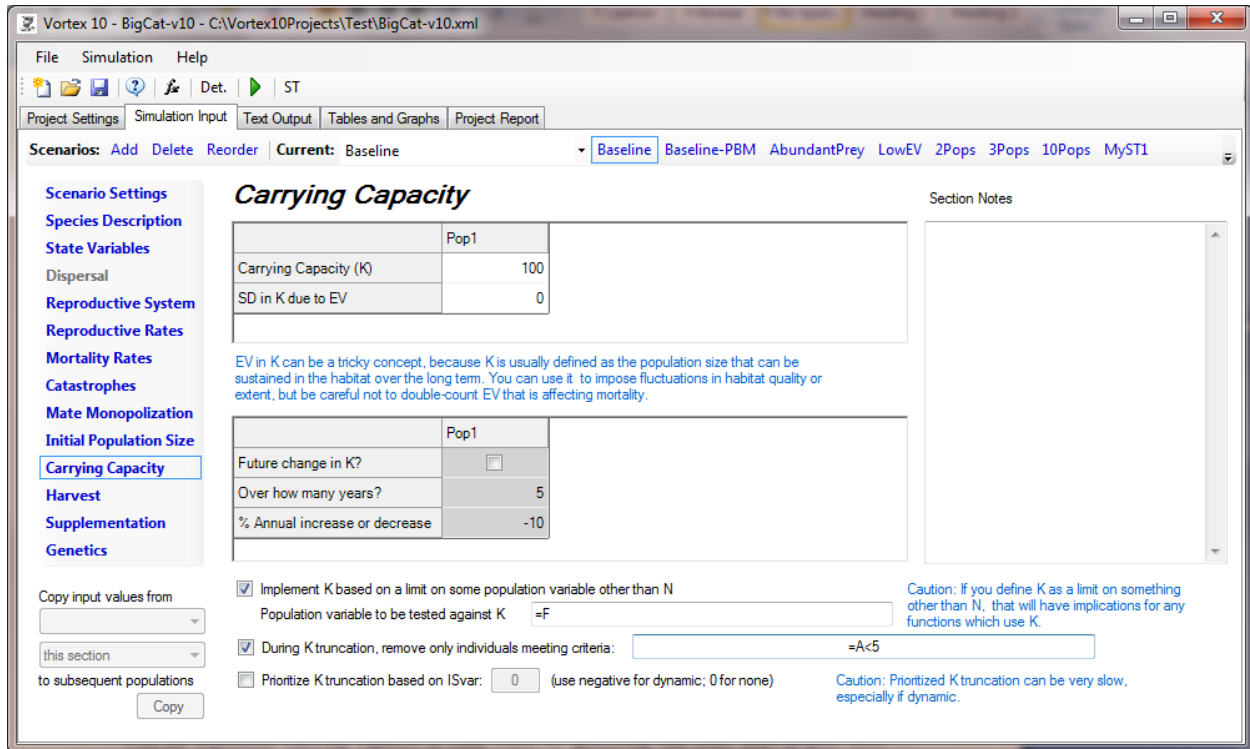 Vortex 10 - BigCat-v10 - C:\Vortex10Projects\Test\BigCat-v10.xml
File Simulation Help
fx Det. ST
Project Settings Simulation Input Text Output Tables and Graphs Project Report
Scenarios: Add Delete Reorder Current: Baseline Baseline Baseline-PBM AbundantPrey LowEV 2Pops 3Pops 10Pops MyST1
Scenario Settings
Species Description
State Variables
Dispersal
Reproductive System
Reproductive Rates
Mortality Rates
Catastrophes
Mate Monopolization
Initial Population Size
Carrying Capacity
Harvest
Supplementation
Genetics
Copy input values from
this section
to subsequent populations
Copy
Carrying Capacity
Pop1
Carrying Capacity (K) 100
SD in K due to EV 0
EV in K can be a tricky concept, because K is usually defined as the population size that can be
sustained in the habitat over the long term. You can use it to impose fluctuations in habitat quality or
extent, but be careful not to double-count EV that is affecting mortality.
Pop1
Future change in K?
Over how many years? 5
% Annual increase or decrease -10
Implement K based on a limit on some population variable other than N
Population variable to be tested against K =F
Caution: If you define K as a limit on something
other than N, that will have implications for any
functions which use K.
During K truncation, remove only individuals meeting criteria: =A<5
Prioritize K truncation based on ISvar: 0 (use negative for dynamic; 0 for none)
Caution: Prioritized K truncation can be very slow,
especially if dynamic.
Section Notes